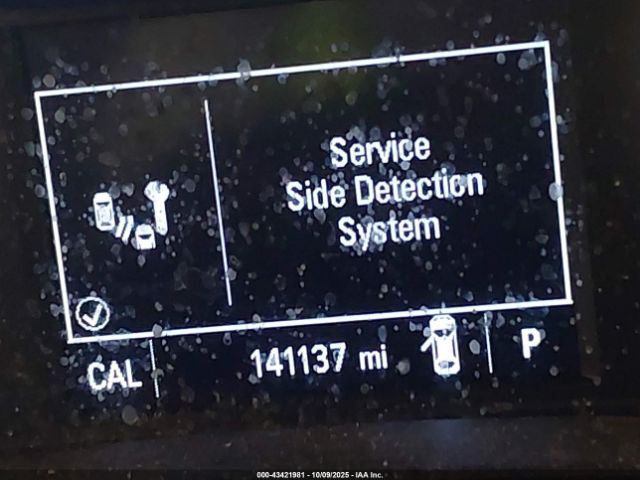 Service
Side Detection
System
CAL 141137 mi P
000-43421981 - 10/09/2025 - IAA Inc.